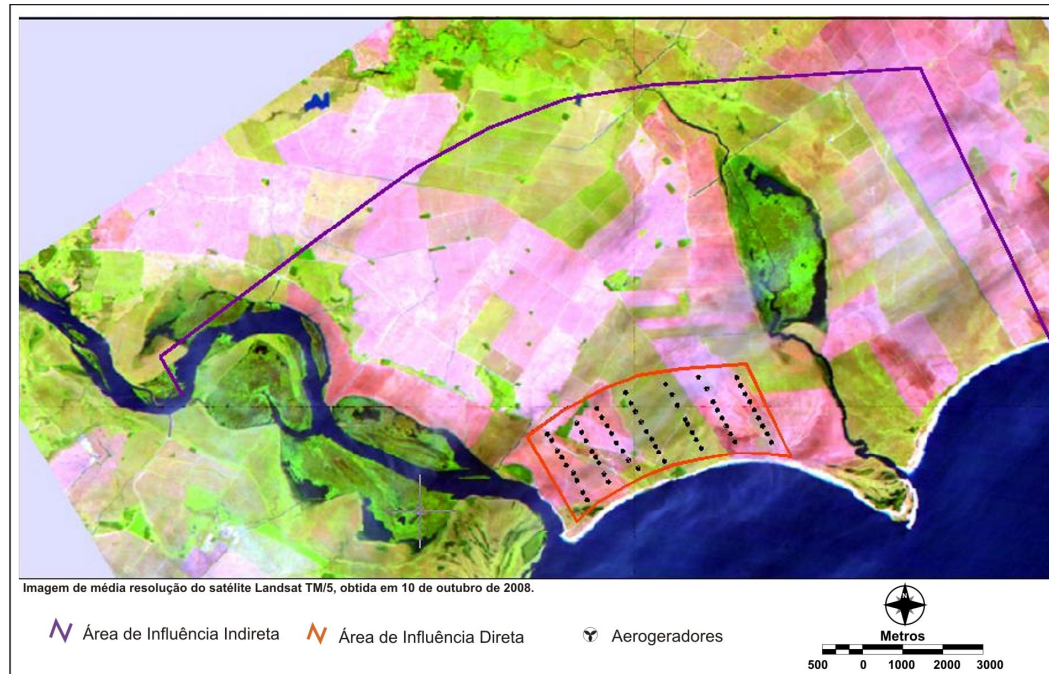 Imagem de média resolução do satélite Landsat TM/5, obtida em 10 de outubro de 2008.
Área de Influência Indireta
Área de Influência Direta
Aerogeradores
N
Metros
500 0 1000 2000 3000